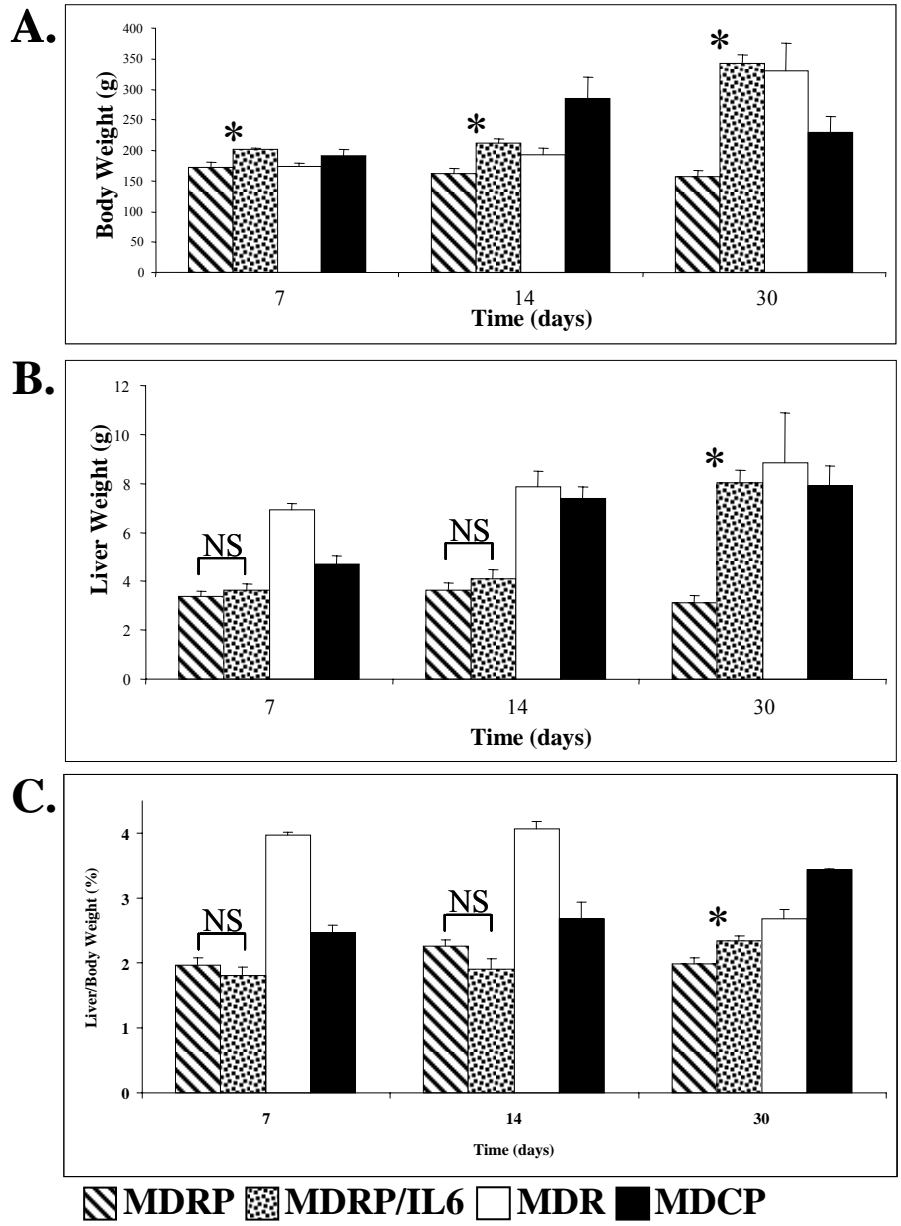 A.
Body Weight (g)
400
350
300
250
200
150
100
50
0
*
*
*
7 14 30
Time (days)
B.
Liver Weight (g)
12
10
8
6
4
2
0
NS
NS
*
7 14 30
Time (days)
C.
Liver/Body Weight (%)
4
3
2
1
0
NS
NS
*
7 14 30
Time (days)
MDRP MDRP/IL6 MDR MDCP